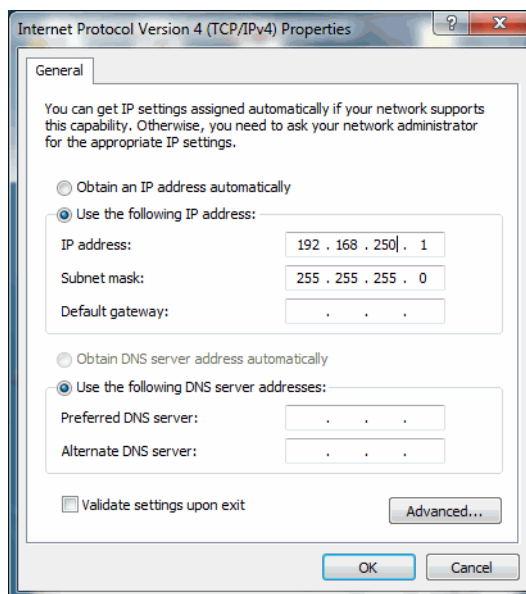 Internet Protocol Version 4 (TCP/IPv4) Properties
General
You can get IP settings assigned automatically if your network supports
this capability. Otherwise, you need to ask your network administrator
for the appropriate IP settings.
Obtain an IP address automatically
Use the following IP address:
IP address: 192 . 168 . 250 . 1
Subnet mask: 255 . 255 . 255 . 0
Default gateway: . . .
Obtain DNS server address automatically
Use the following DNS server addresses:
Preferred DNS server: . . .
Alternate DNS server: . . .
Validate settings upon exit
Advanced...
OK Cancel